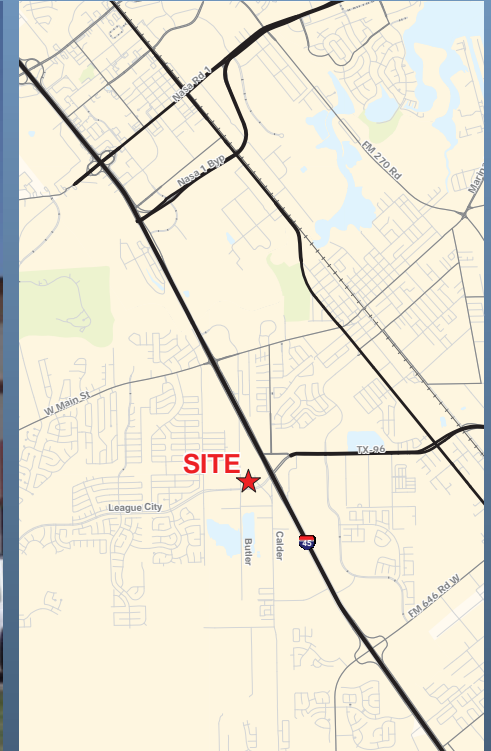 Nasa Rd 1
FM 270 Rd
Nasa 1 Byp
Marina
W Main St
SITE
TX-96
League City
Butler
Calder
45
FM 646 Rd W